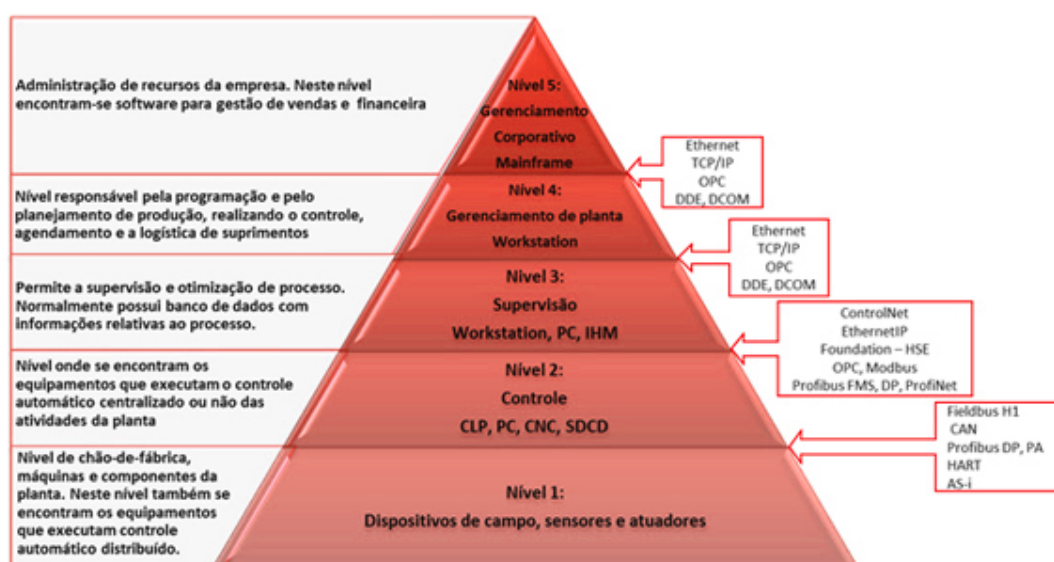 Administração de recursos da empresa. Neste nível
encontram-se software para gestão de vendas e financeira
Nível 5:
Gerenciamento
Corporativo
Mainframe
Ethernet
TCP/IP
OPC
DDE, DCOM
Nível responsável pela programação e pelo
planejamento de produção, realizando o controle,
agendamento e a logística de suprimentos
Nível 4:
Gerenciamento de planta
Workstation
Ethernet
TCP/IP
OPC
DDE, DCOM
Permite a supervisão e otimização de processo.
Normalmente possui banco de dados com
informações relativas ao processo.
Nivel 3:
Supervisão
Workstation, PC, IHM
ControlNet
EthernetIP
Foundation – HSE
OPC, Modbus
Profibus FMS, DP, ProfiNet
Nível onde se encontram os
equipamentos que executam o controle
automático centralizado ou não das
atividades da planta
Nível 2:
Controle
CLP, PC, CNC, SDCD
Fieldbus H1
CAN
Profibus DP, PA
HART
AS-i
Nivel de chão-de-fábrica,
máquinas e componentes da
planta. Neste nível também se
encontram os equipamentos
que executam controle
automático distribuído.
Nível 1:
Dispositivos de campo, sensores e atuadores